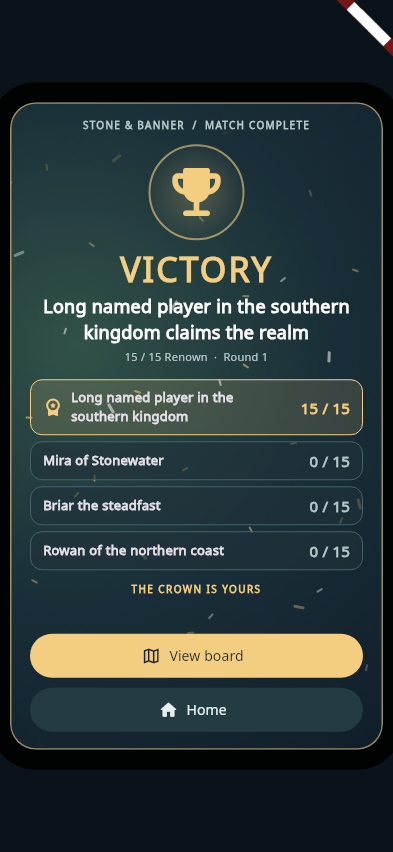 STONE & BANNER / MATCH COMPLETE
VICTORY
Long named player in the southern
kingdom claims the realm
15 / 15 Renown · Round 1
Long named player in the
southern kingdom
15 / 15
Mira of Stonewater 0 / 15
Briar the steadfast 0 / 15
Rowan of the northern coast 0 / 15
THE CROWN IS YOURS
View board
Home